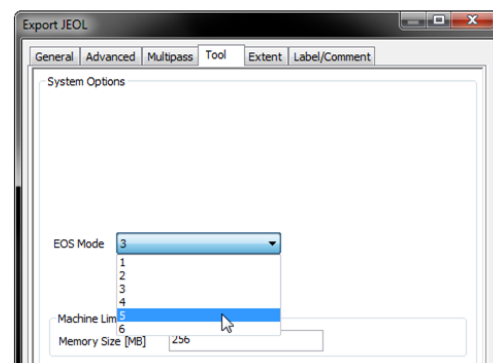 Export JEOL
General Advanced Multipass Tool Extent Label/Comment
System Options
EOS Mode 3
1
2
3
4
5
6
Machine Lim
Memory Size [MB] 256